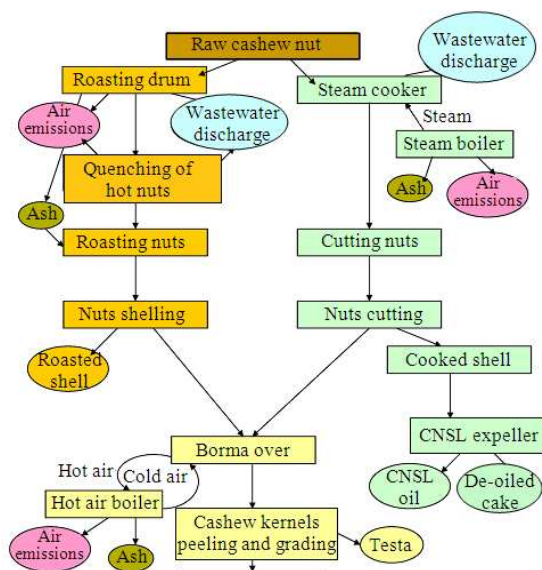 Raw cashew nut
Wastewater
discharge
Roasting drum
Steam cooker
Air
emissions
Wastewater
discharge
Steam
Steam boiler
Quenching of
hot nuts
Ash
Air
emissions
Ash
Roasting nuts
Cutting nuts
Nuts shelling
Nuts cutting
Roasted
shell
Cooked shell
Borma over
CNSL expeller
Hot air
Cold air
CNSL
oil
De-oiled
cake
Hot air boiler
Air
emissions
Ash
Cashew kernels
peeling and grading
Testa